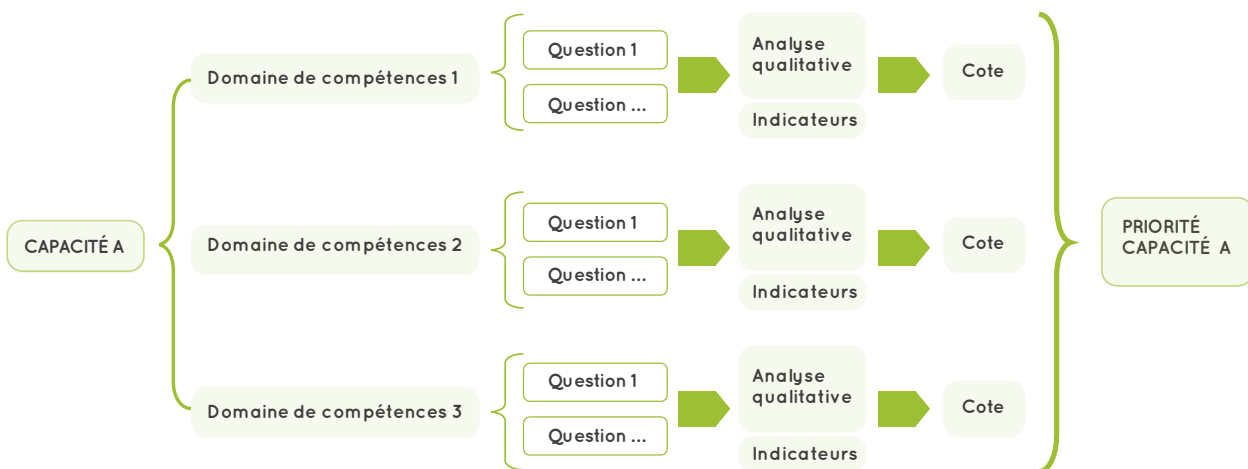 CAPACITÉ A
Domaine de compétences 1
Question 1
Question ...
Analyse
qualitative
Indicateurs
Cote
Domaine de compétences 2
Question 1
Question ...
Analyse
qualitative
Indicateurs
Cote
Domaine de compétences 3
Question 1
Question ...
Analyse
qualitative
Indicateurs
Cote
PRIORITÉ
CAPACITÉ A